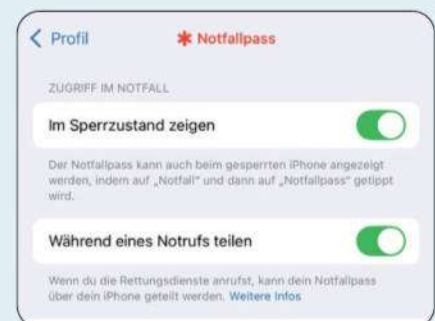 Profil
Notfallpass
ZUGRIFF IM NOTFALL
Im Sperrzustand zeigen
Der Notfallpass kann auch beim gesperrten iPhone angezeigt
werden, indem auf „Notfall“ und dann auf „Notfallpass“ getippt
wird.
Während eines Notrufs teilen
Wenn du die Rettungsdienste anrufst, kann dein Notfallpass
über dein iPhone geteilt werden. Weitere Infos